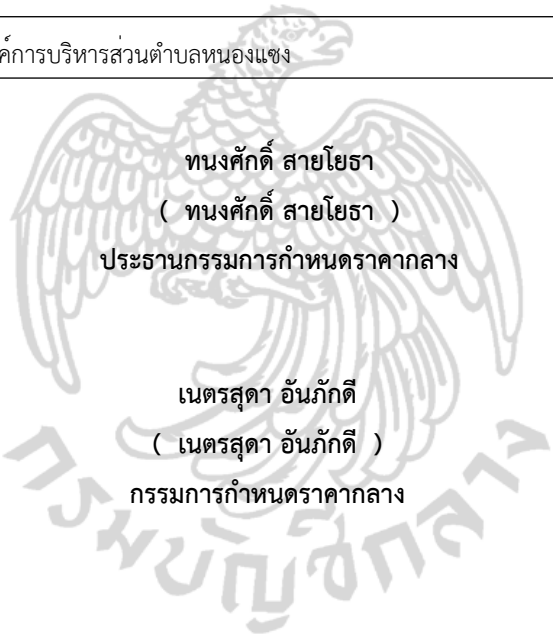 ค์การบริหารส่วนตำบลหนองแซง
ทนงศักดิ์ สายโยธา
( ทนงศักดิ์ สายโยธา )
ประธานกรรมการกำหนดราคากลาง
เนตรสุดา อันภักดี
( เนตรสุดา อันภักดี )
กรรมการกำหนดราคากลาง
กรมบัญชีกลาง